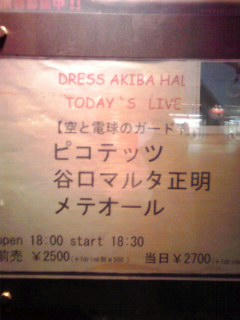 DRESS AKIBA HAL
TODAY`S LIVE
【空と電球のガード
ピコテッツ
谷口マルタ正明
メテオール
open 18:00 start 18:30
前売 ¥2500 当日 ¥2700